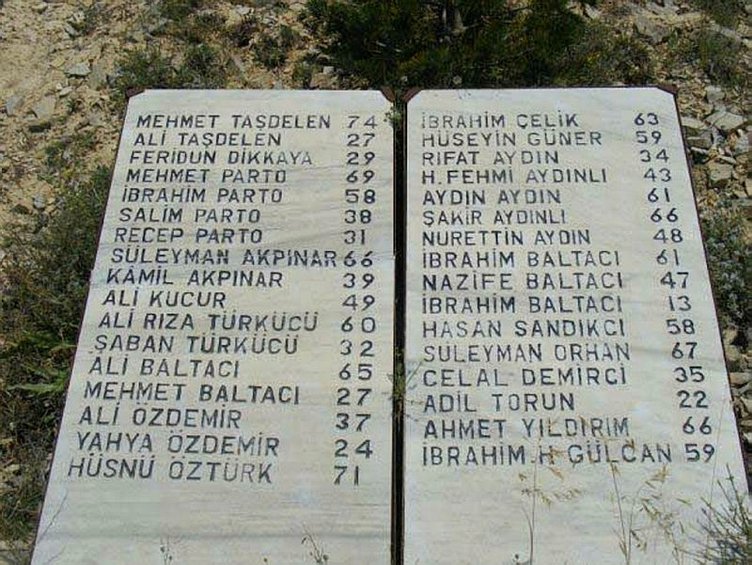 MEHMET TAŞDELEN 74
ALİ TAŞDELEN 27
FERİDUN DİKKAYA 29
MEHMET PARTO 69
İBRAHİM PARTO 58
SALİM PARTO 38
RECEP PARTO 31
SÜLEYMAN AKPINAR 66
KÂMİL AKPINAR 39
ALİ KUCUR 49
ALİ RIZA TÜRKÜCÜ 60
ŞABAN TÜRKÜCÜ 32
ALİ BALTACI 65
MEHMET BALTACI 27
ALİ ÖZDEMİR 37
YAHYA ÖZDEMİR 24
HÜSNÜ ÖZTÜRK 71
İBRAHİM ÇELİK 63
HÜSEYİN GÜNER 59
RIFAT AYDIN 34
H. FEHMİ AYDINLI 43
AYDIN AYDIN 61
ŞAKİR AYDINLI 66
NURETTİN AYDIN 48
İBRAHİM BALTACI 61
NAZİFE BALTACI 47
İBRAHİM BALTACI 13
HASAN SANDIKCI 58
SÜLEYMAN ORHAN 67
CELAL DEMİRCİ 35
ADİL TORUN 22
AHMET YILDIRIM 66
İBRAHİM H GÜLCAN 59